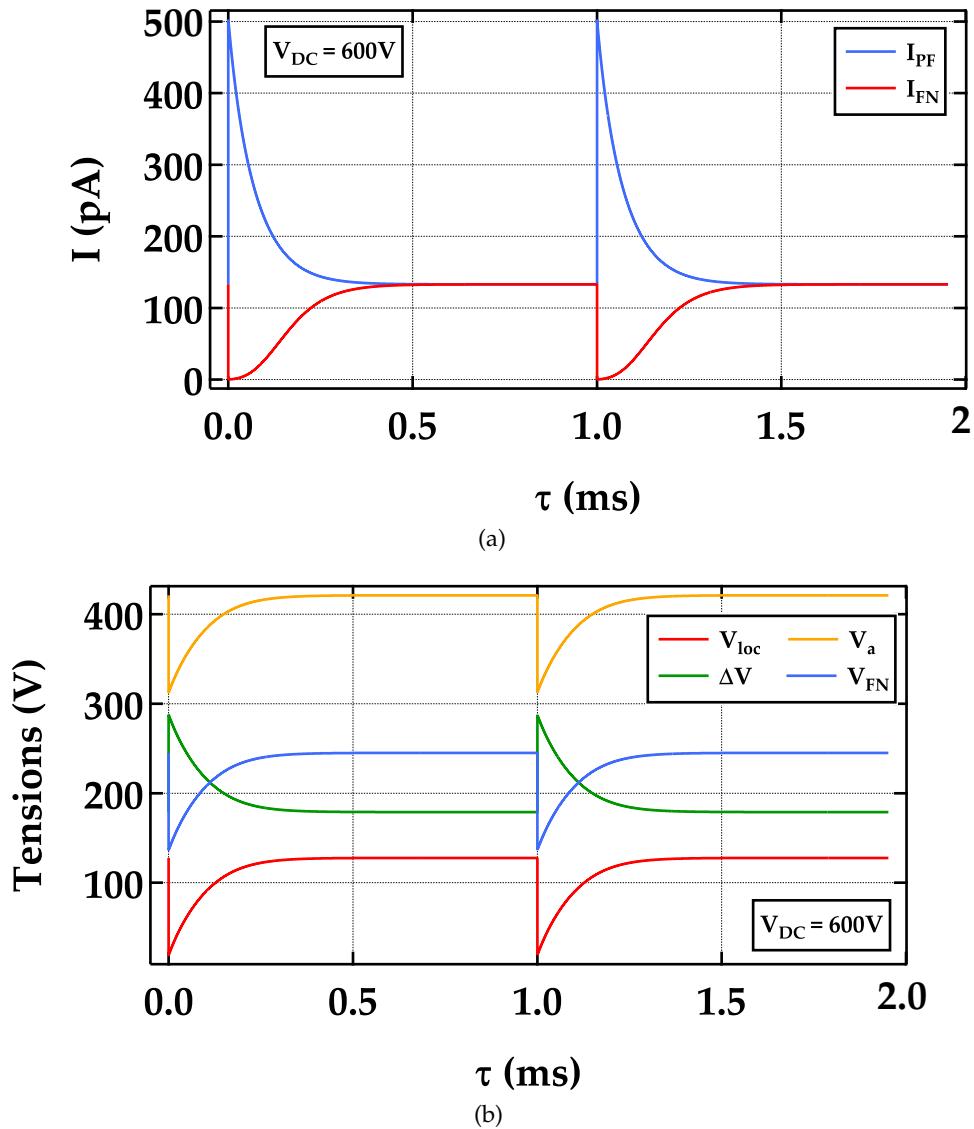 500
400
300
200
100
0
I (pA)
V_DC = 600V
I_PF
I_FN
0.0 0.5 1.0 1.5 2
τ (ms)
(a)
400
300
200
100
Tensions (V)
V_loc V_a
ΔV V_FN
V_DC = 600V
0.0 0.5 1.0 1.5 2.0
τ (ms)
(b)